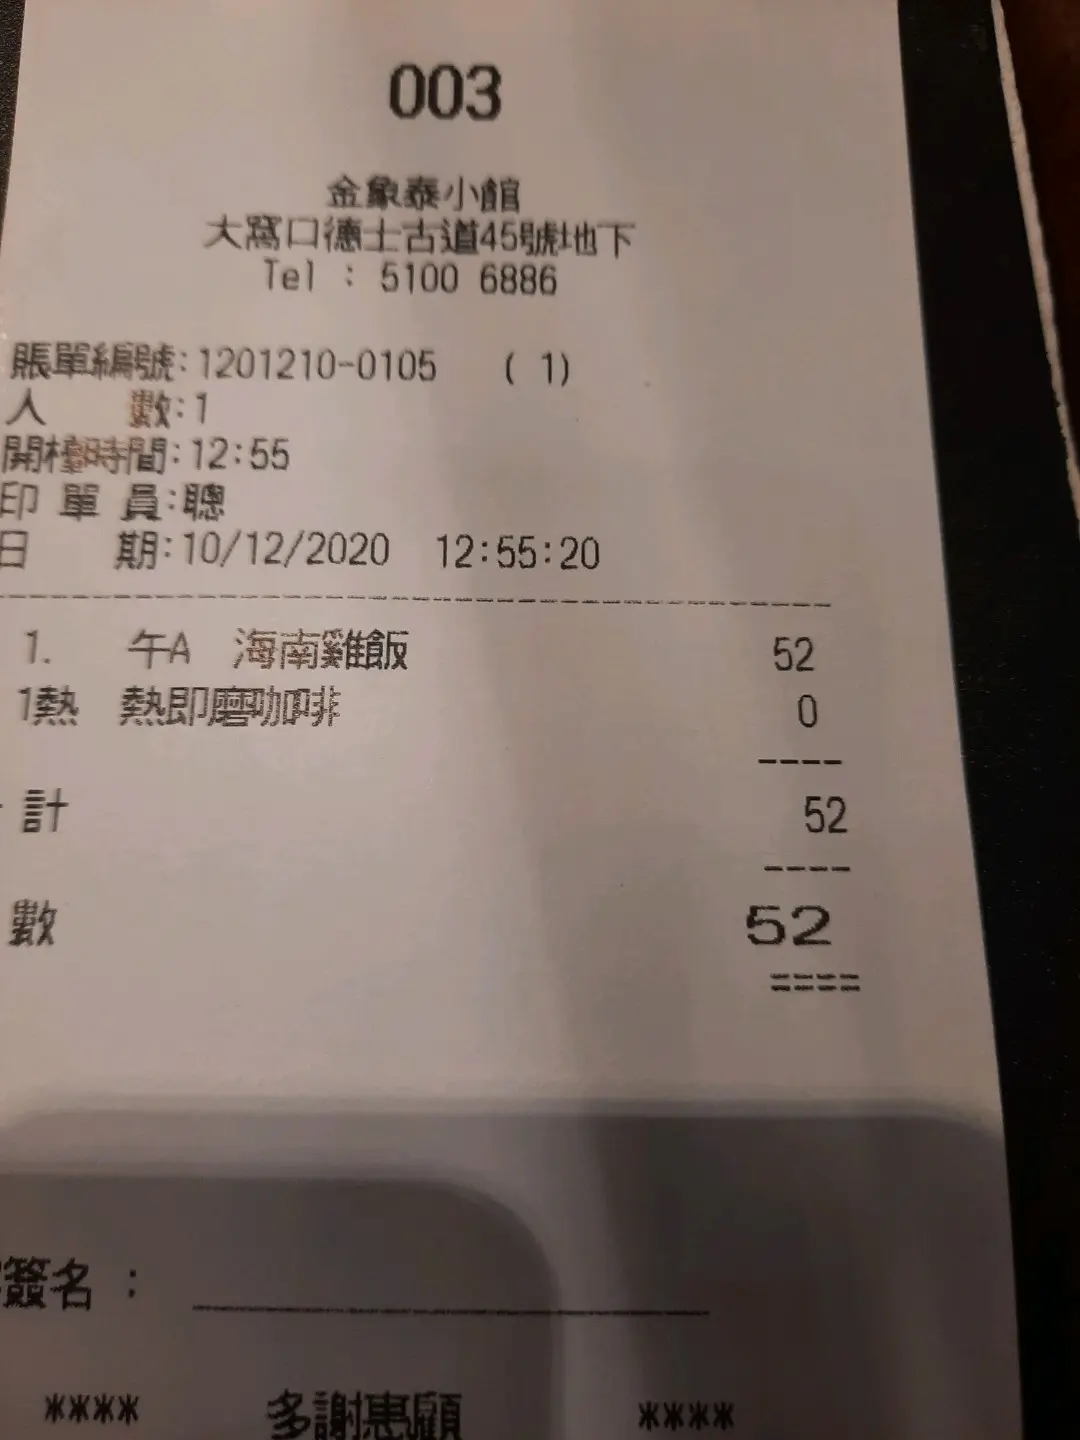 003
金象泰小館
大窩口德士古道45號地下
Tel : 5100 6886
賬單編號:1201210-0105 ( 1)
人 數:1
開檯時間:12:55
印單員:聰
日 期:10/12/2020 12:55:20
1. 午A 海南雞飯 52
1熱 熱即磨咖啡 0
----
計 52
----
數 52
====
簽名 :
**** 多謝惠顧 ****